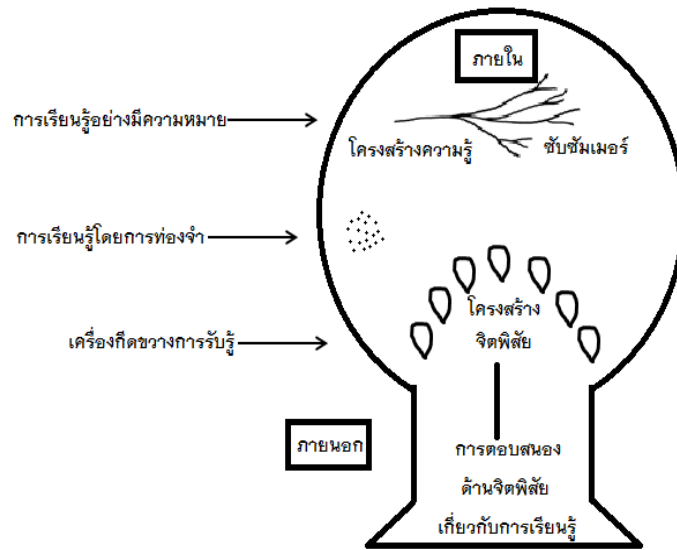 ภายใน
การเรียนรู้อย่างมีความหมาย
โครงสร้างความรู้
ซับซัมเมอร์
การเรียนรู้โดยการท่องจำ
โครงสร้าง
จิตพิสัย
เครื่องกีดขวางการรับรู้
ภายนอก
การตอบสนอง
ด้านจิตพิสัย
เกี่ยวกับการเรียนรู้